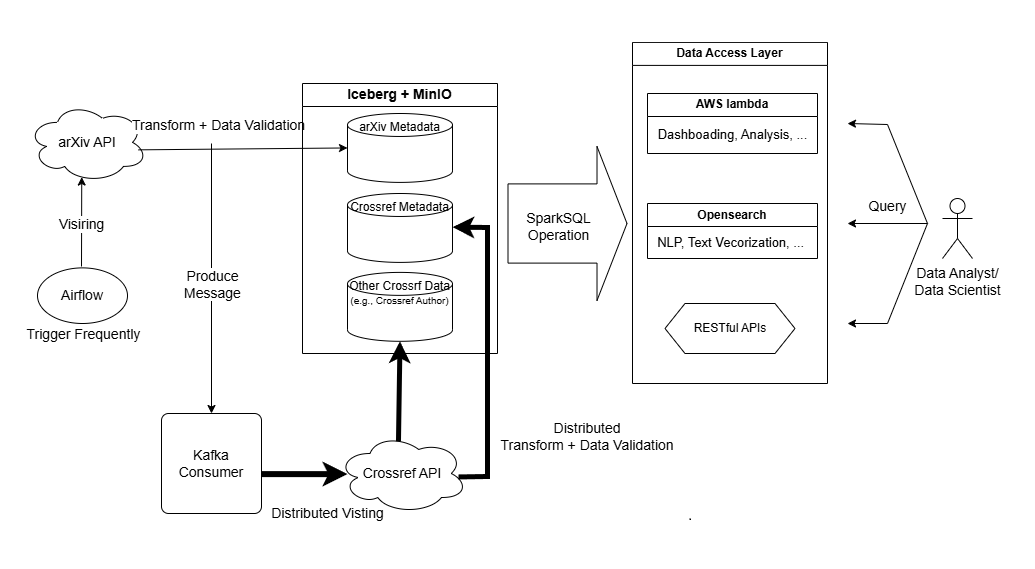 Data Access Layer
Iceberg + MinIO
AWS lambda
Dashboading, Analysis, ...
Transform + Data Validation
arXiv Metadata
arXiv API
Crossref Metadata
Opensearch
NLP, Text Vecorization, ...
Query
SparkSQL
Operation
Visiring
Data Analyst/
Data Scientist
Produce
Message
Other Crossrf Data
(e.g., Crossref Author)
Airflow
Trigger Frequently
RESTful APIs
Distributed
Transform + Data Validation
Kafka
Consumer
Crossref API
Distributed Visting
.